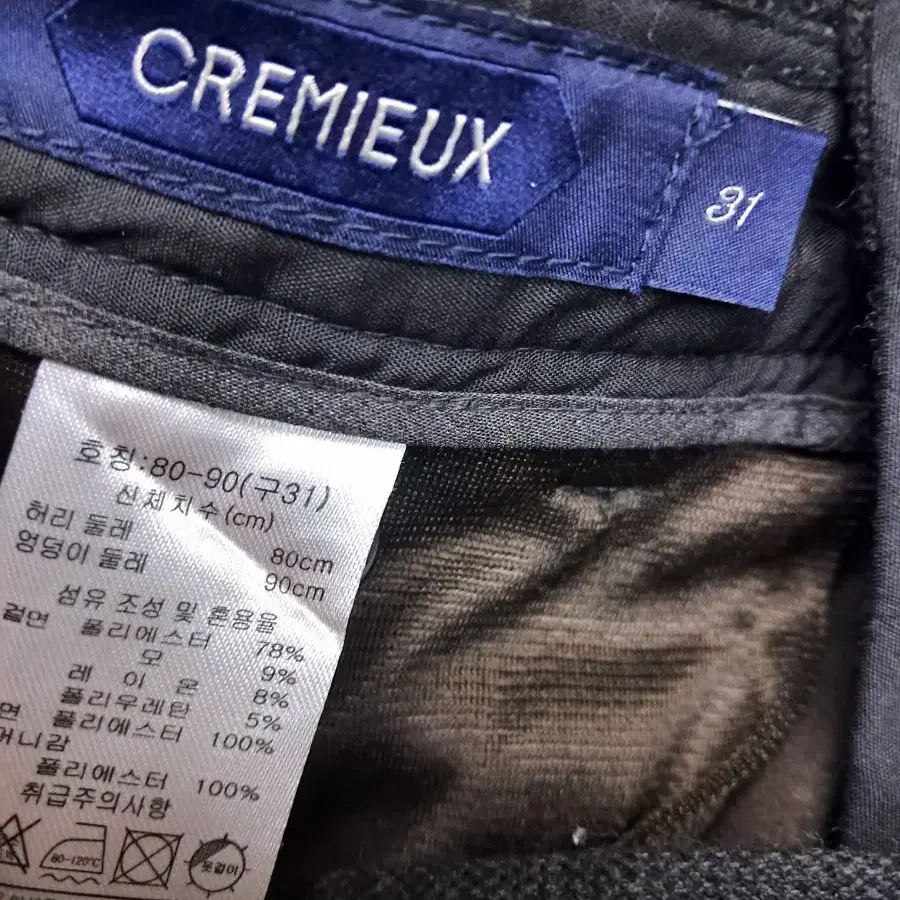 CREMIEUX
31
호칭:80-90(구31)
신체치수(cm)
허리 둘레 80cm
엉덩이 둘레 90cm
섬유 조성 및 혼용율
겉면 폴리에스터 78%
모 9%
레이온 8%
폴리우레탄 5%
면 폴리에스터 100%
머니감
폴리에스터 100%
취급주의사항
80-120℃
옷걸이